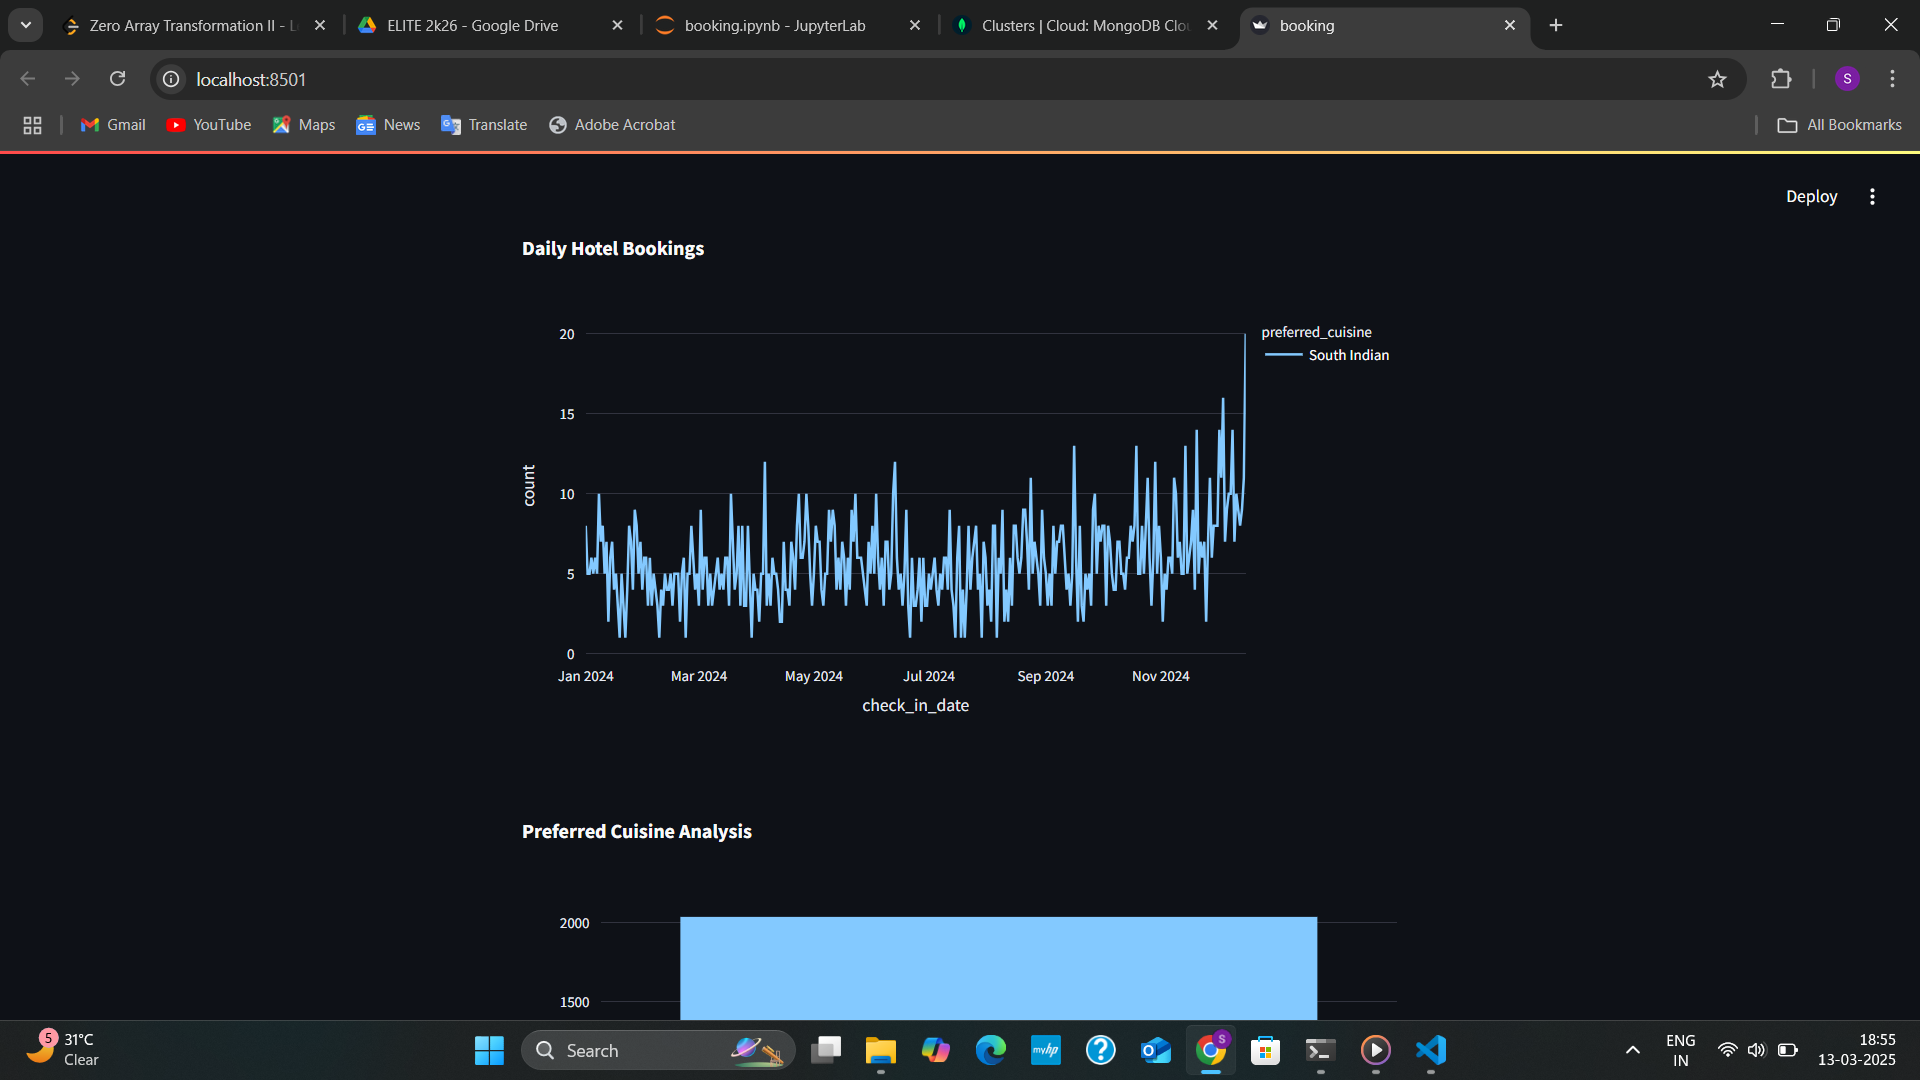 Zero Array Transformation II - L
ELITE 2k26 - Google Drive
booking.ipynb - JupyterLab
Clusters | Cloud: MongoDB Clo
booking
localhost:8501
S
Gmail
YouTube
Maps
News
Translate
Adobe Acrobat
All Bookmarks
Deploy
Daily Hotel Bookings
20
15
10
5
0
count
preferred_cuisine
South Indian
Jan 2024
Mar 2024
May 2024
Jul 2024
Sep 2024
Nov 2024
check_in_date
Preferred Cuisine Analysis
2000
1500
5
31°C
Clear
Search
myhp
S
ENG
IN
18:55
13-03-2025